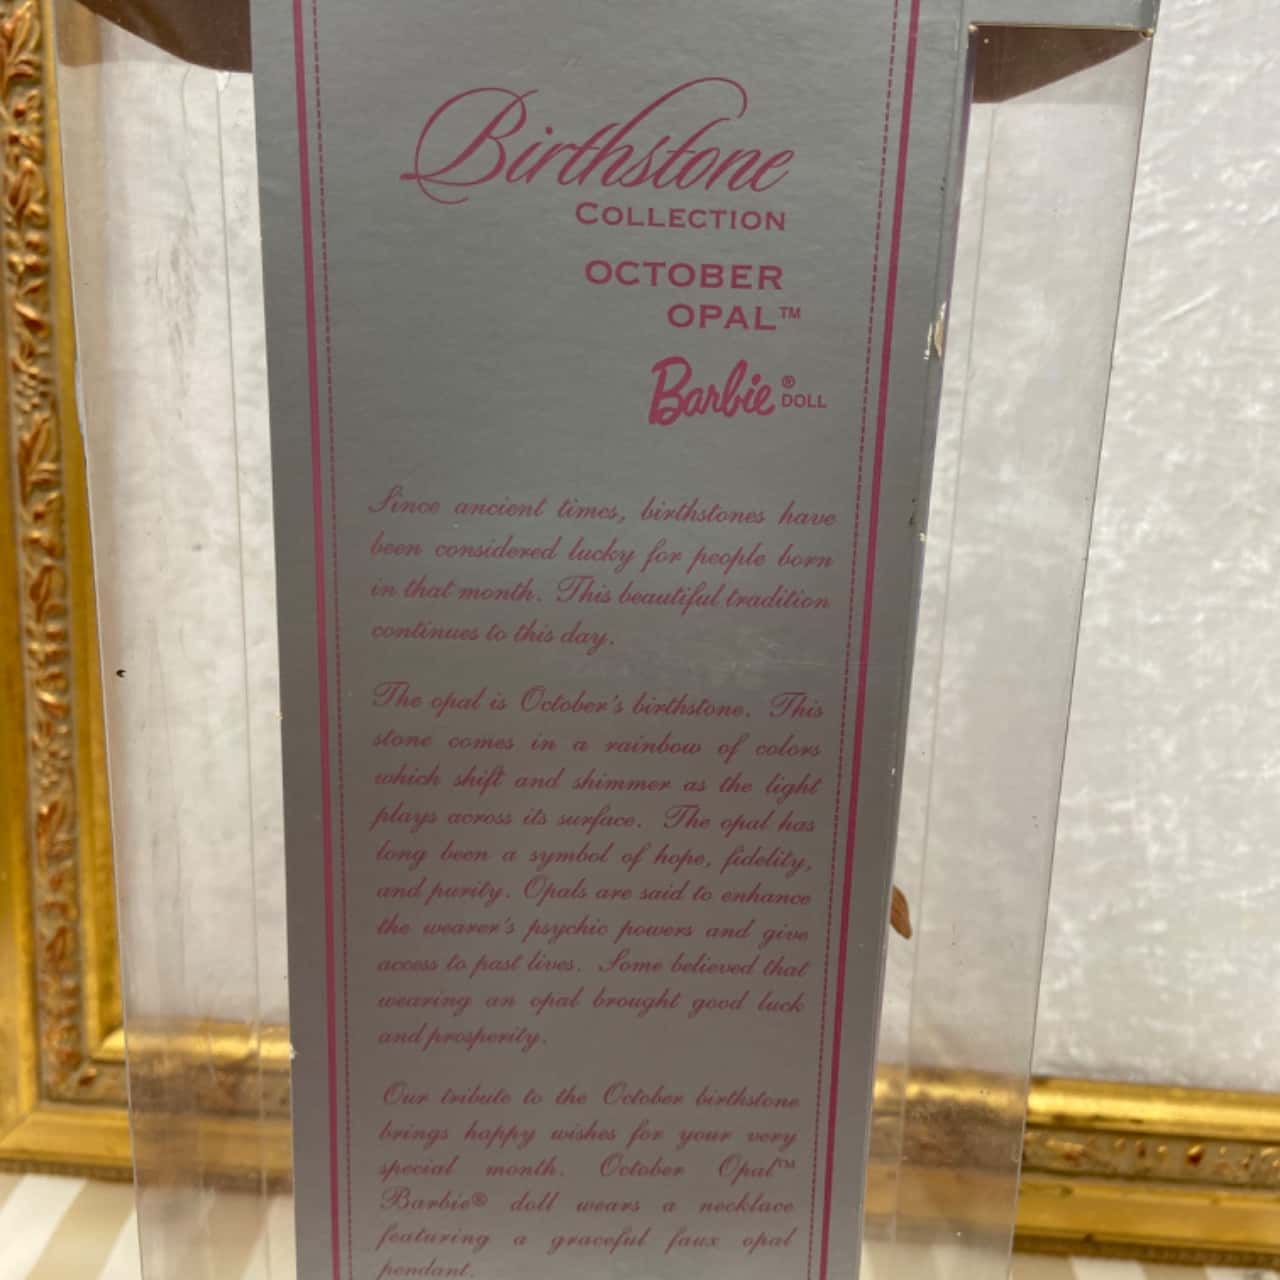 Birthstone
COLLECTION
OCTOBER
OPAL™
Barbie® DOLL
Since ancient times, birthstones have
been considered lucky for people born
in that month. This beautiful tradition
continues to this day.
The opal is October's birthstone. This
stone comes in a rainbow of colors
which shift and shimmer as the light
plays across its surface. The opal has
long been a symbol of hope, fidelity,
and purity. Opals are said to enhance
the wearer's psychic powers and give
access to past lives. Some believed that
wearing an opal brought good luck
and prosperity.
Our tribute to the October birthstone
brings happy wishes for your very
special month. October Opal™
Barbie® doll wears a necklace
featuring a graceful faux opal
pendant.